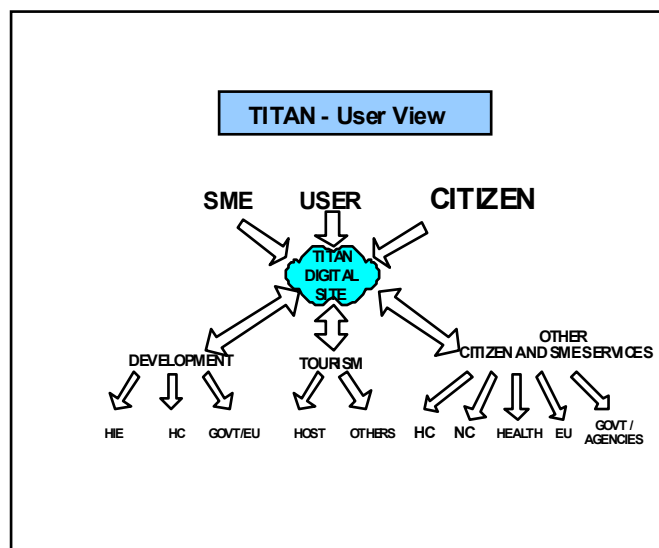 TITAN - User View
SME USER CITIZEN
TITAN
DIGITAL
SITE
DEVELOPMENT
TOURISM
OTHER
CITIZEN AND SME SERVICES
HIE HC GOVT/EU
HOST OTHERS
HC NC HEALTH EU GOVT /
AGENCIES